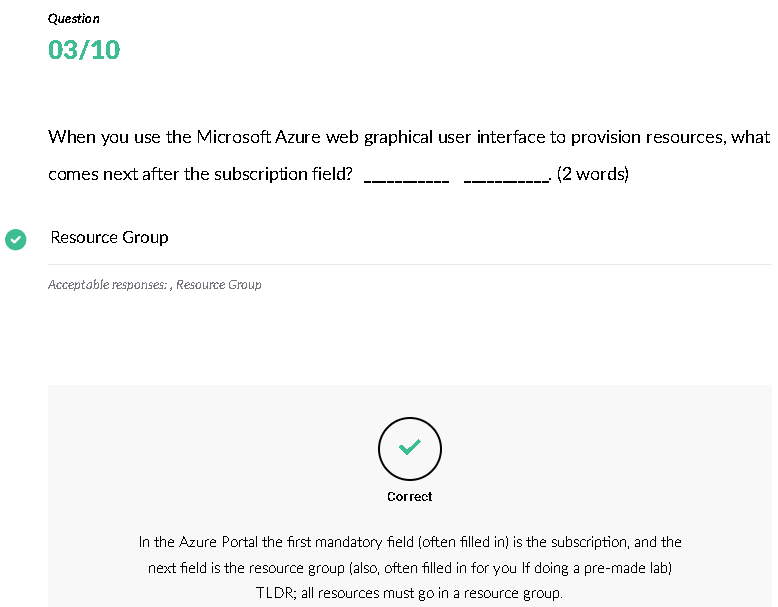 Question
03/10
When you use the Microsoft Azure web graphical user interface to provision resources, what
comes next after the subscription field? ___________ ___________. (2 words)
Resource Group
Acceptable responses: , Resource Group
Correct
In the Azure Portal the first mandatory field (often filled in) is the subscription, and the
next field is the resource group (also, often filled in for you If doing a pre-made lab)
TLDR; all resources must go in a resource group.